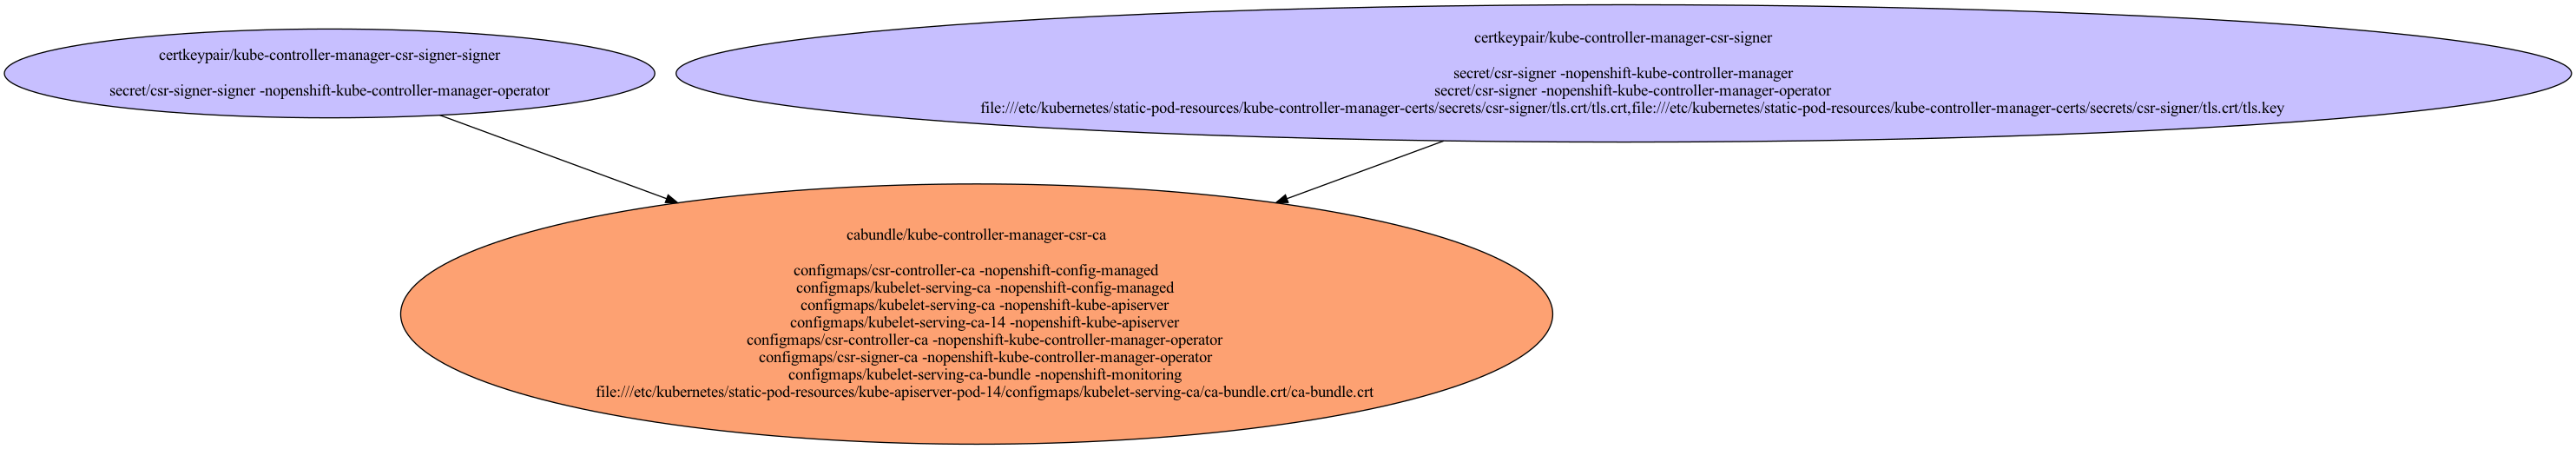 certkeypair/kube-controller-manager-csr-signer-signer
secret/csr-signer-signer -nopenshift-kube-controller-manager-operator
certkeypair/kube-controller-manager-csr-signer
secret/csr-signer -nopenshift-kube-controller-manager
secret/csr-signer -nopenshift-kube-controller-manager-operator
file:///etc/kubernetes/static-pod-resources/kube-controller-manager-certs/secrets/csr-signer/tls.crt/tls.crt,file:///etc/kubernetes/static-pod-resources/kube-controller-manager-certs/secrets/csr-signer/tls.crt/tls.key
cabundle/kube-controller-manager-csr-ca
configmaps/csr-controller-ca -nopenshift-config-managed
configmaps/kubelet-serving-ca -nopenshift-config-managed
configmaps/kubelet-serving-ca -nopenshift-kube-apiserver
configmaps/kubelet-serving-ca-14 -nopenshift-kube-apiserver
configmaps/csr-controller-ca -nopenshift-kube-controller-manager-operator
configmaps/csr-signer-ca -nopenshift-kube-controller-manager-operator
configmaps/kubelet-serving-ca-bundle -nopenshift-monitoring
file:///etc/kubernetes/static-pod-resources/kube-apiserver-pod-14/configmaps/kubelet-serving-ca/ca-bundle.crt/ca-bundle.crt